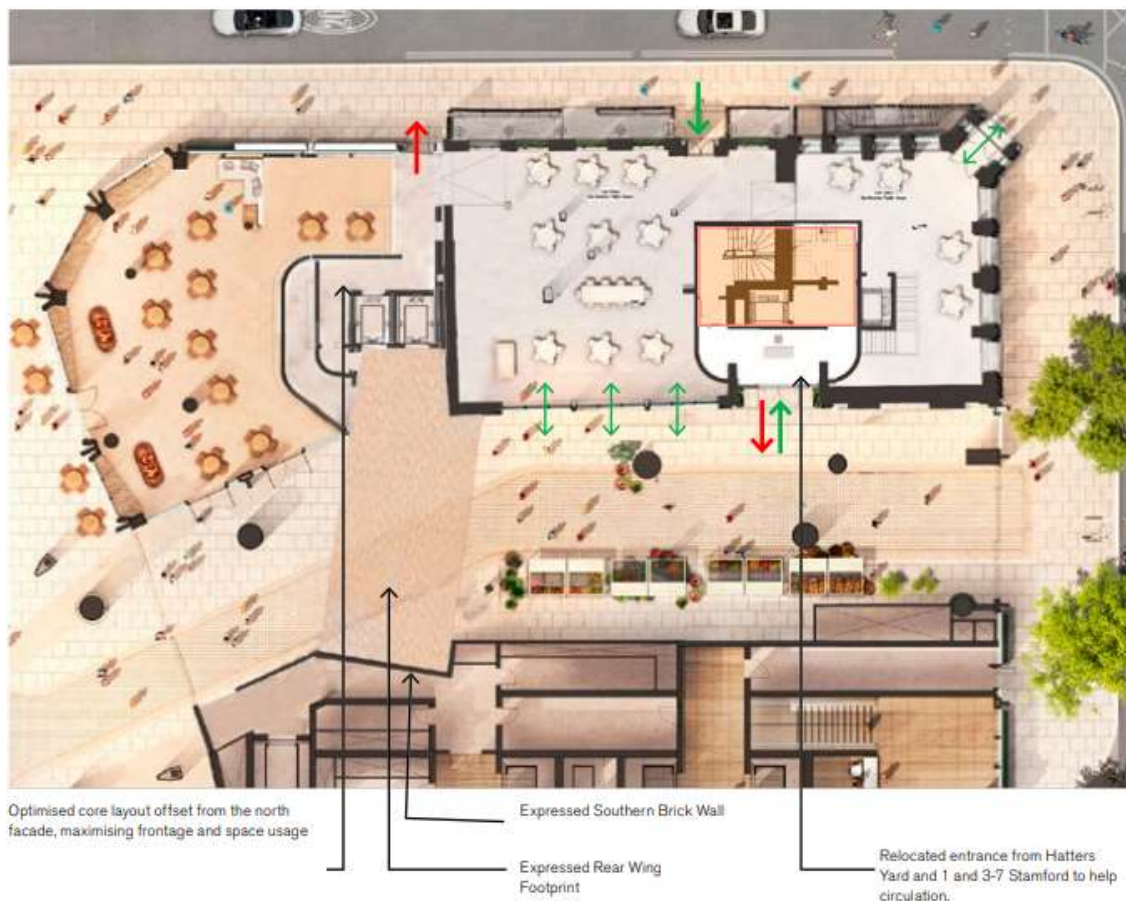 20
Optimised core layout offset from the north
facade, maximising frontage and space usage
Expressed Southern Brick Wall
Expressed Rear Wing
Footprint
Relocated entrance from Hatters
Yard and 1 and 3-7 Stamford to help
circulation.